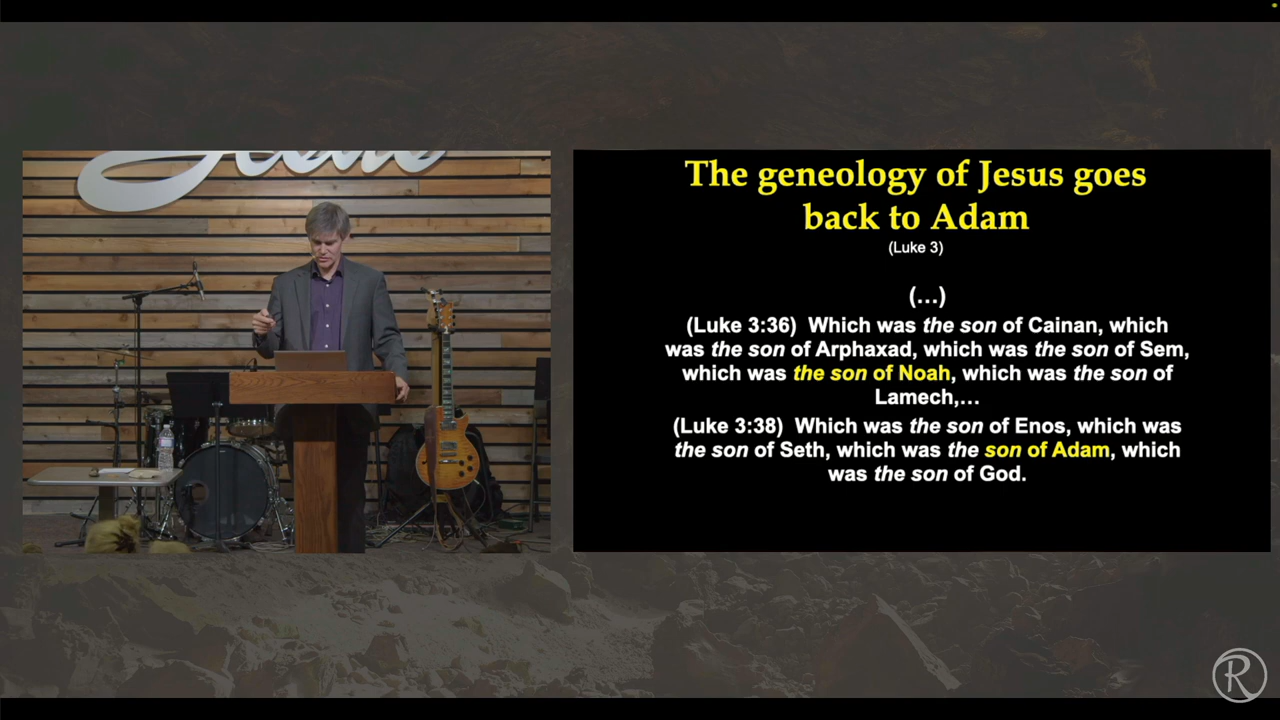 The geneology of Jesus goes
back to Adam
(Luke 3)
(...)
(Luke 3:36)  Which was the son of Cainan, which
was the son of Arphaxad, which was the son of Sem,
which was the son of Noah, which was the son of
Lamech,...
(Luke 3:38)  Which was the son of Enos, which was
the son of Seth, which was the son of Adam, which
was the son of God.
R